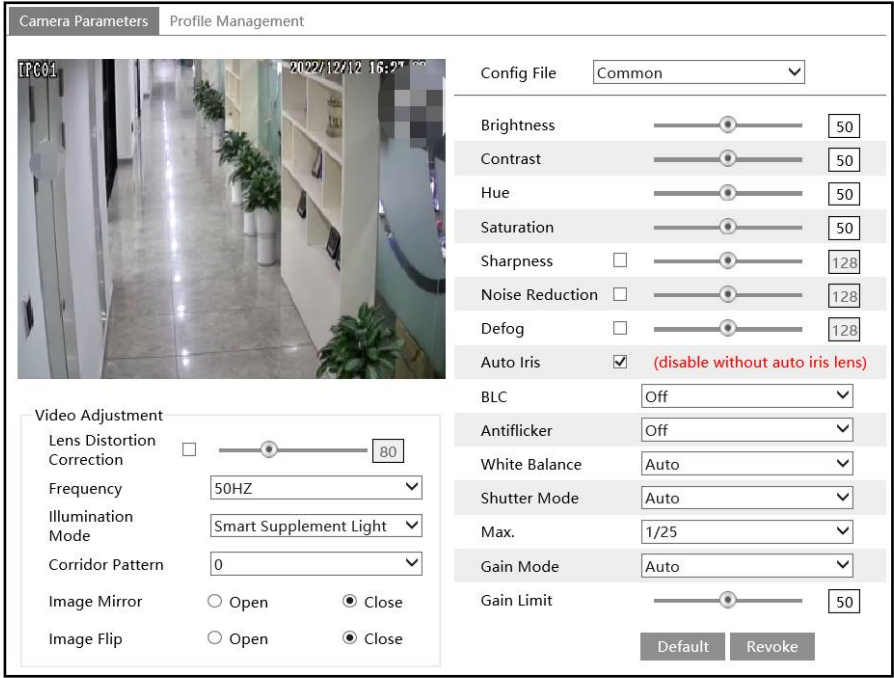 Camera Parameters Profile Management
IPC01 2022/12/12 16:27
Config File Common
Brightness 50
Contrast 50
Hue 50
Saturation 50
Sharpness 128
Noise Reduction 128
Defog 128
Auto Iris (disable without auto iris lens)
BLC Off
Antiflicker Off
White Balance Auto
Shutter Mode Auto
Max. 1/25
Gain Mode Auto
Gain Limit 50
Default Revoke
Video Adjustment
Lens Distortion
Correction 80
Frequency 50HZ
Illumination
Mode Smart Supplement Light
Corridor Pattern 0
Image Mirror Open Close
Image Flip Open Close